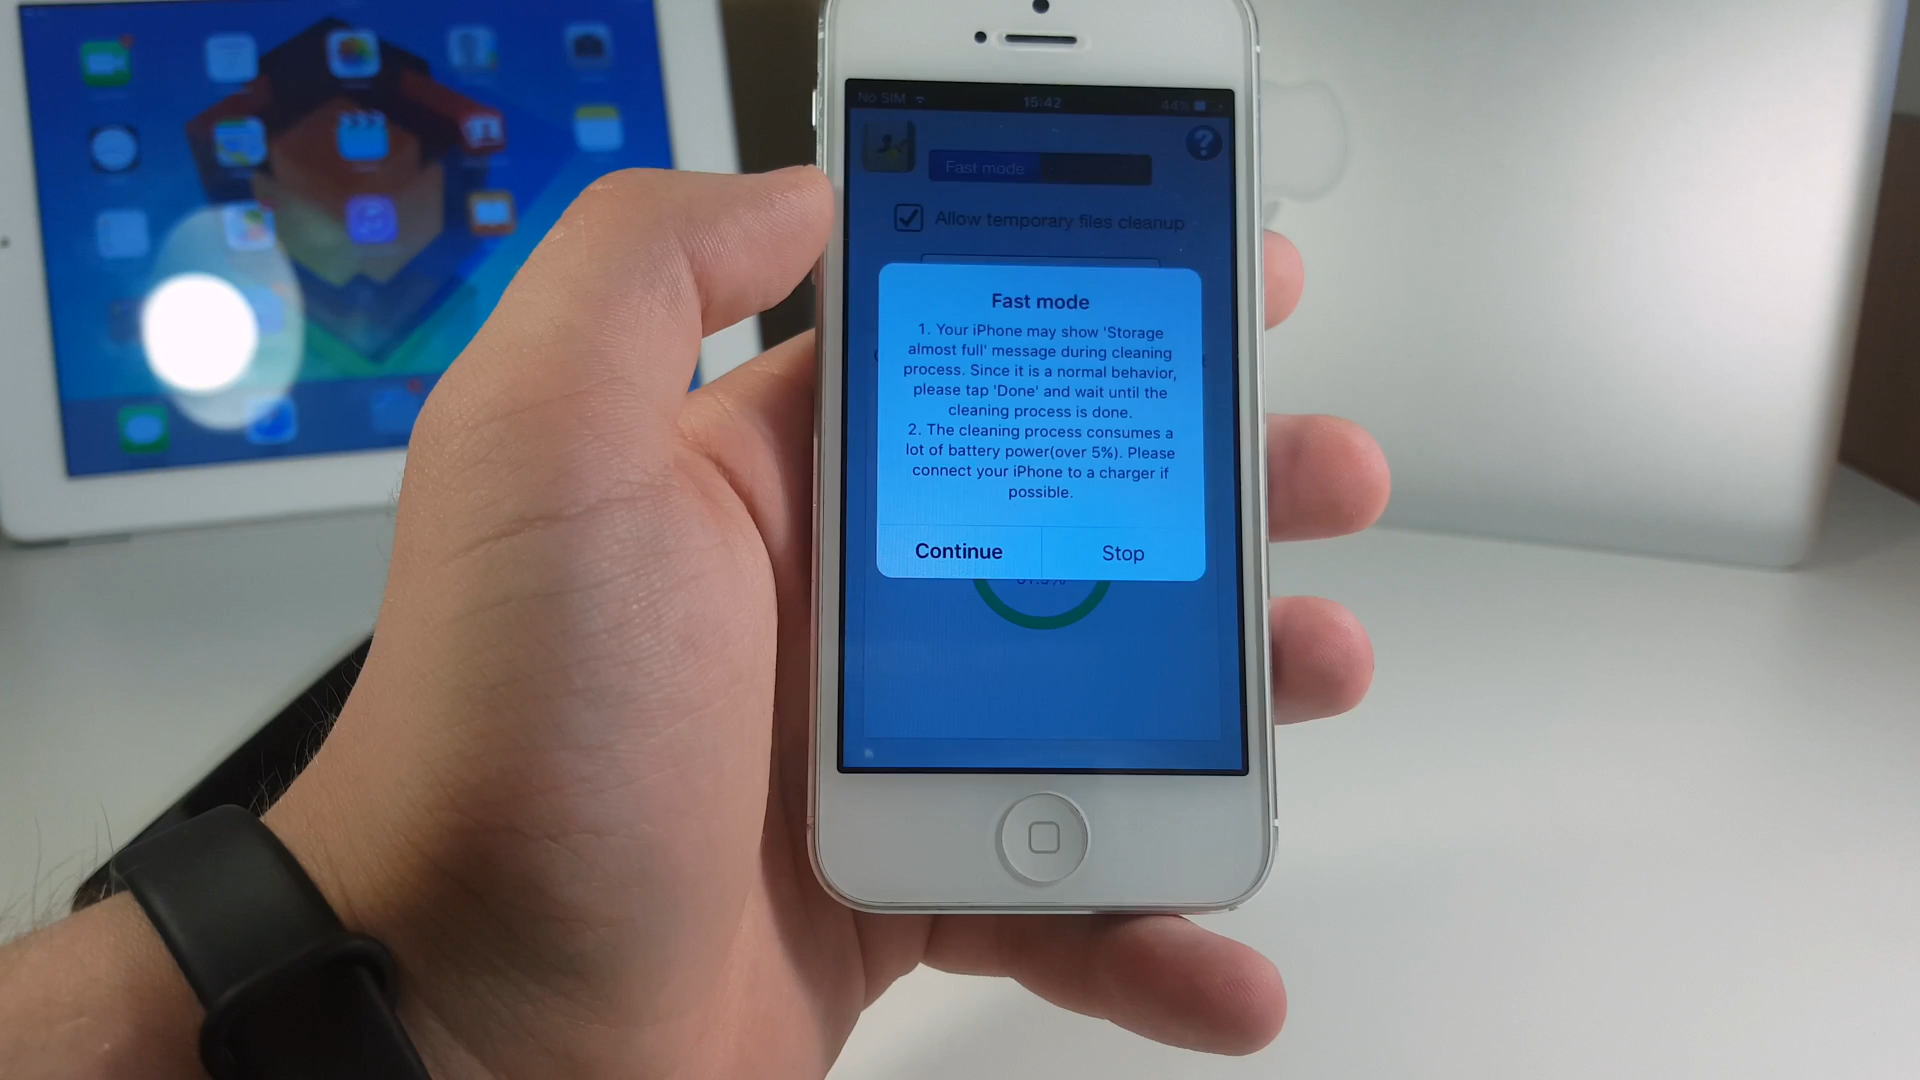 No SIM 15:42 44%
Fast mode
Allow temporary files cleanup
Fast mode
1. Your iPhone may show 'Storage
almost full' message during cleaning
process. Since it is a normal behavior,
please tap 'Done' and wait until the
cleaning process is done.
2. The cleaning process consumes a
lot of battery power(over 5%). Please
connect your iPhone to a charger if
possible.
Continue Stop